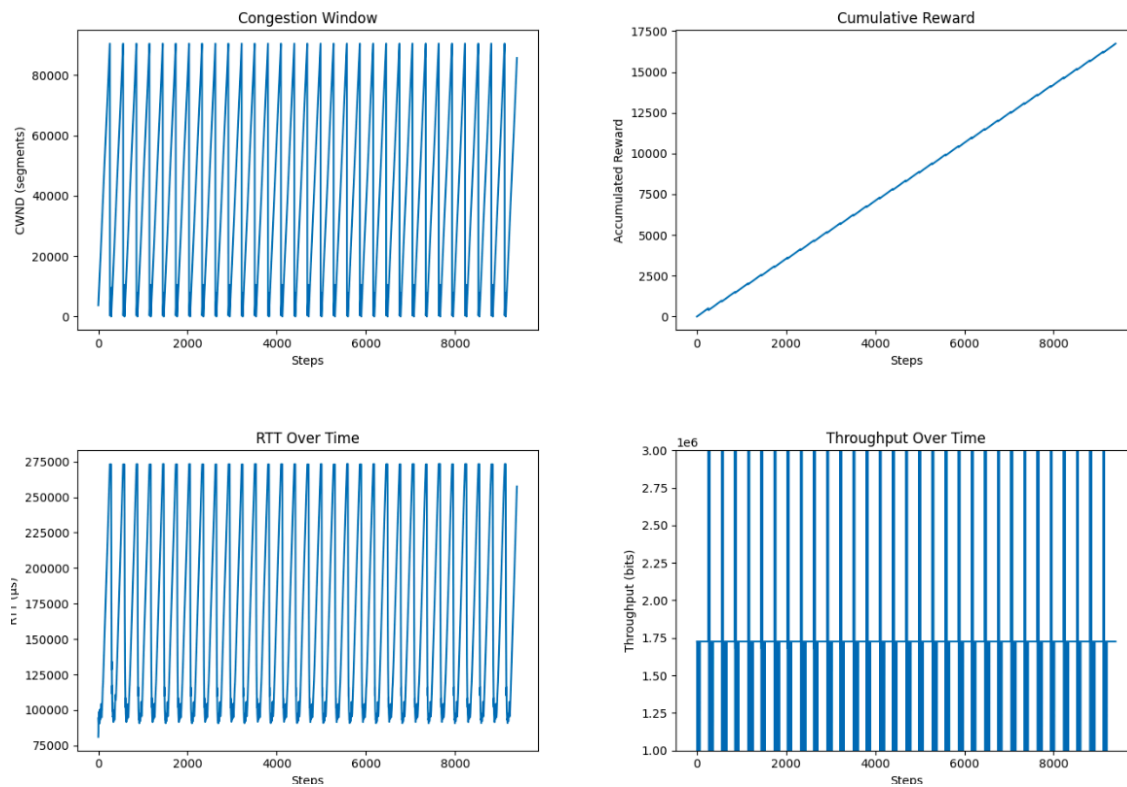 Congestion Window
CWND (segments)
80000
60000
40000
20000
0
0 2000 4000 6000 8000
Steps
Cumulative Reward
Accumulated Reward
17500
15000
12500
10000
7500
5000
2500
0
0 2000 4000 6000 8000
Steps
RTT Over Time
RTT (µs)
275000
250000
225000
200000
175000
150000
125000
100000
75000
0 2000 4000 6000 8000
Steps
Throughput Over Time
1e6
Throughput (bits)
3.00
2.75
2.50
2.25
2.00
1.75
1.50
1.25
1.00
0 2000 4000 6000 8000
Steps